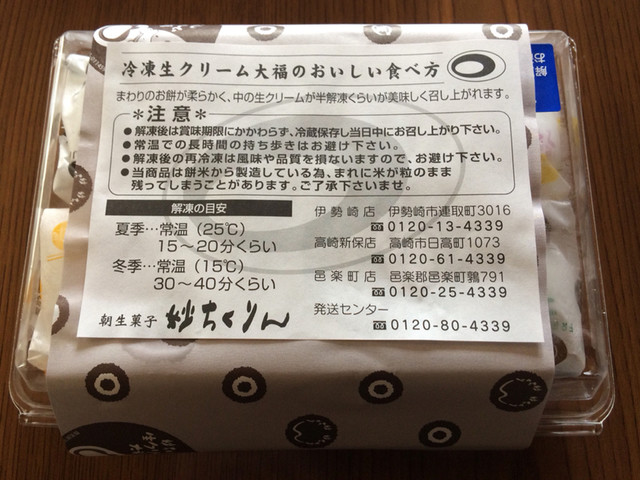 冷凍生クリーム大福のおいしい食べ方
まわりのお餅が柔らかく、中の生クリームが半解凍くらいが美味しく召し上がれます。
＊注意＊
●解凍後は賞味期限にかかわらず、冷蔵保存し当日中にお召し上がり下さい。
●常温での長時間の持ち歩きはお避け下さい。
●解凍後の再冷凍は風味や品質を損ないますので、お避け下さい。
●当商品は餅米から製造している為、まれに米が粒のまま
残ってしまうことがあります。ご了承下さいませ。
解凍の目安
夏季…常温（25℃）
15～20分くらい
冬季…常温（15℃）
30～40分くらい
朝生菓子 妙ちくりん
伊勢崎店 伊勢崎市連取町3016
☎0120-13-4339
高崎新保店 高崎市日高町1073
☎0120-61-4339
邑楽町店 邑楽郡邑楽町鶉791
☎0120-25-4339
発送センター
☎0120-80-4339
解
お